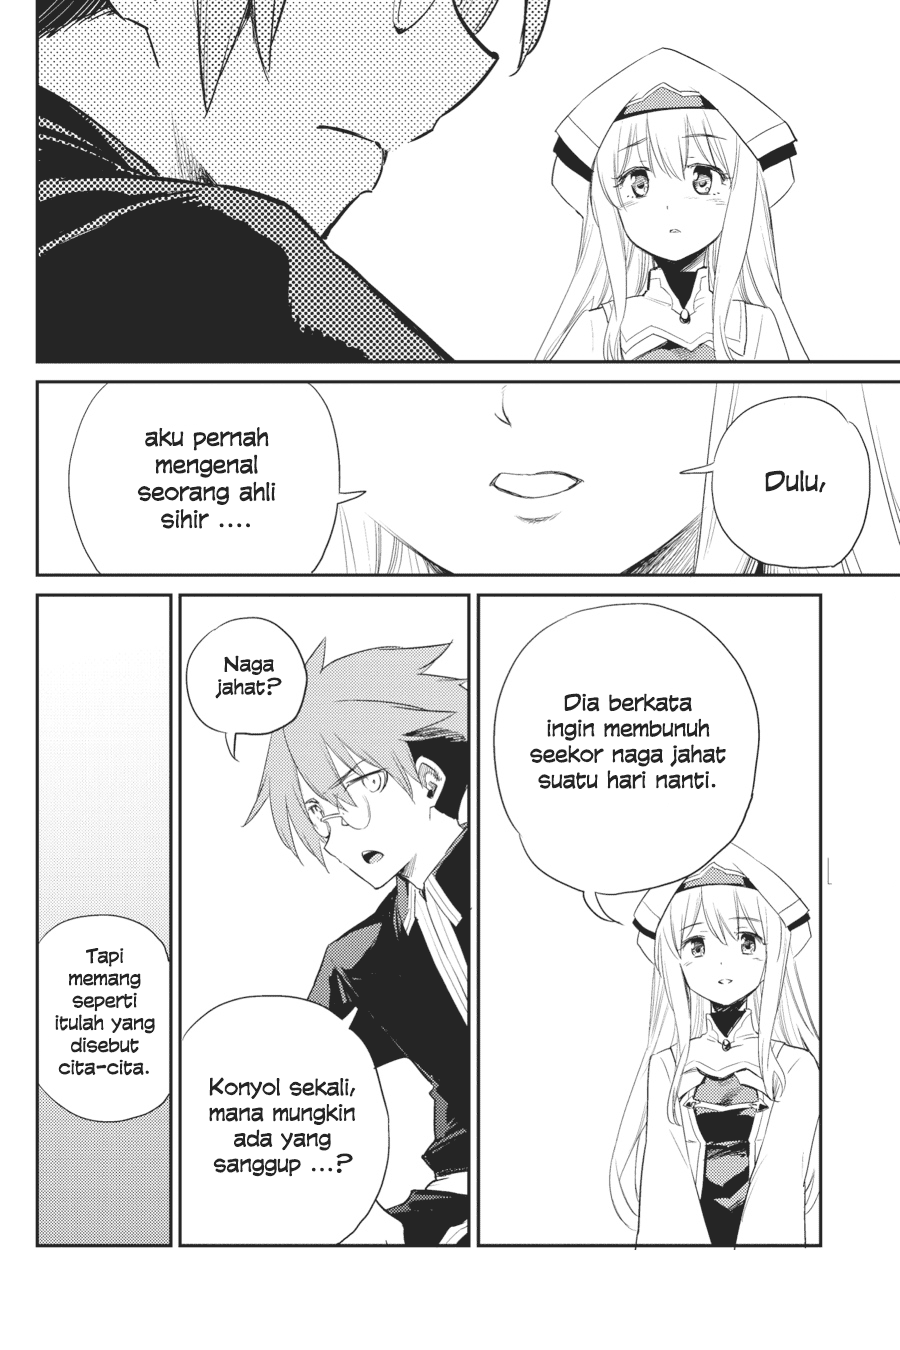 Dulu,
aku pernah
mengenal
seorang ahli
sihir ....
Dia berkata
ingin membunuh
seekor naga jahat
suatu hari nanti.
Naga
jahat?
Konyol sekali,
mana mungkin
ada yang
sanggup ...?
Tapi
memang
seperti
itulah yang
disebut
cita-cita.